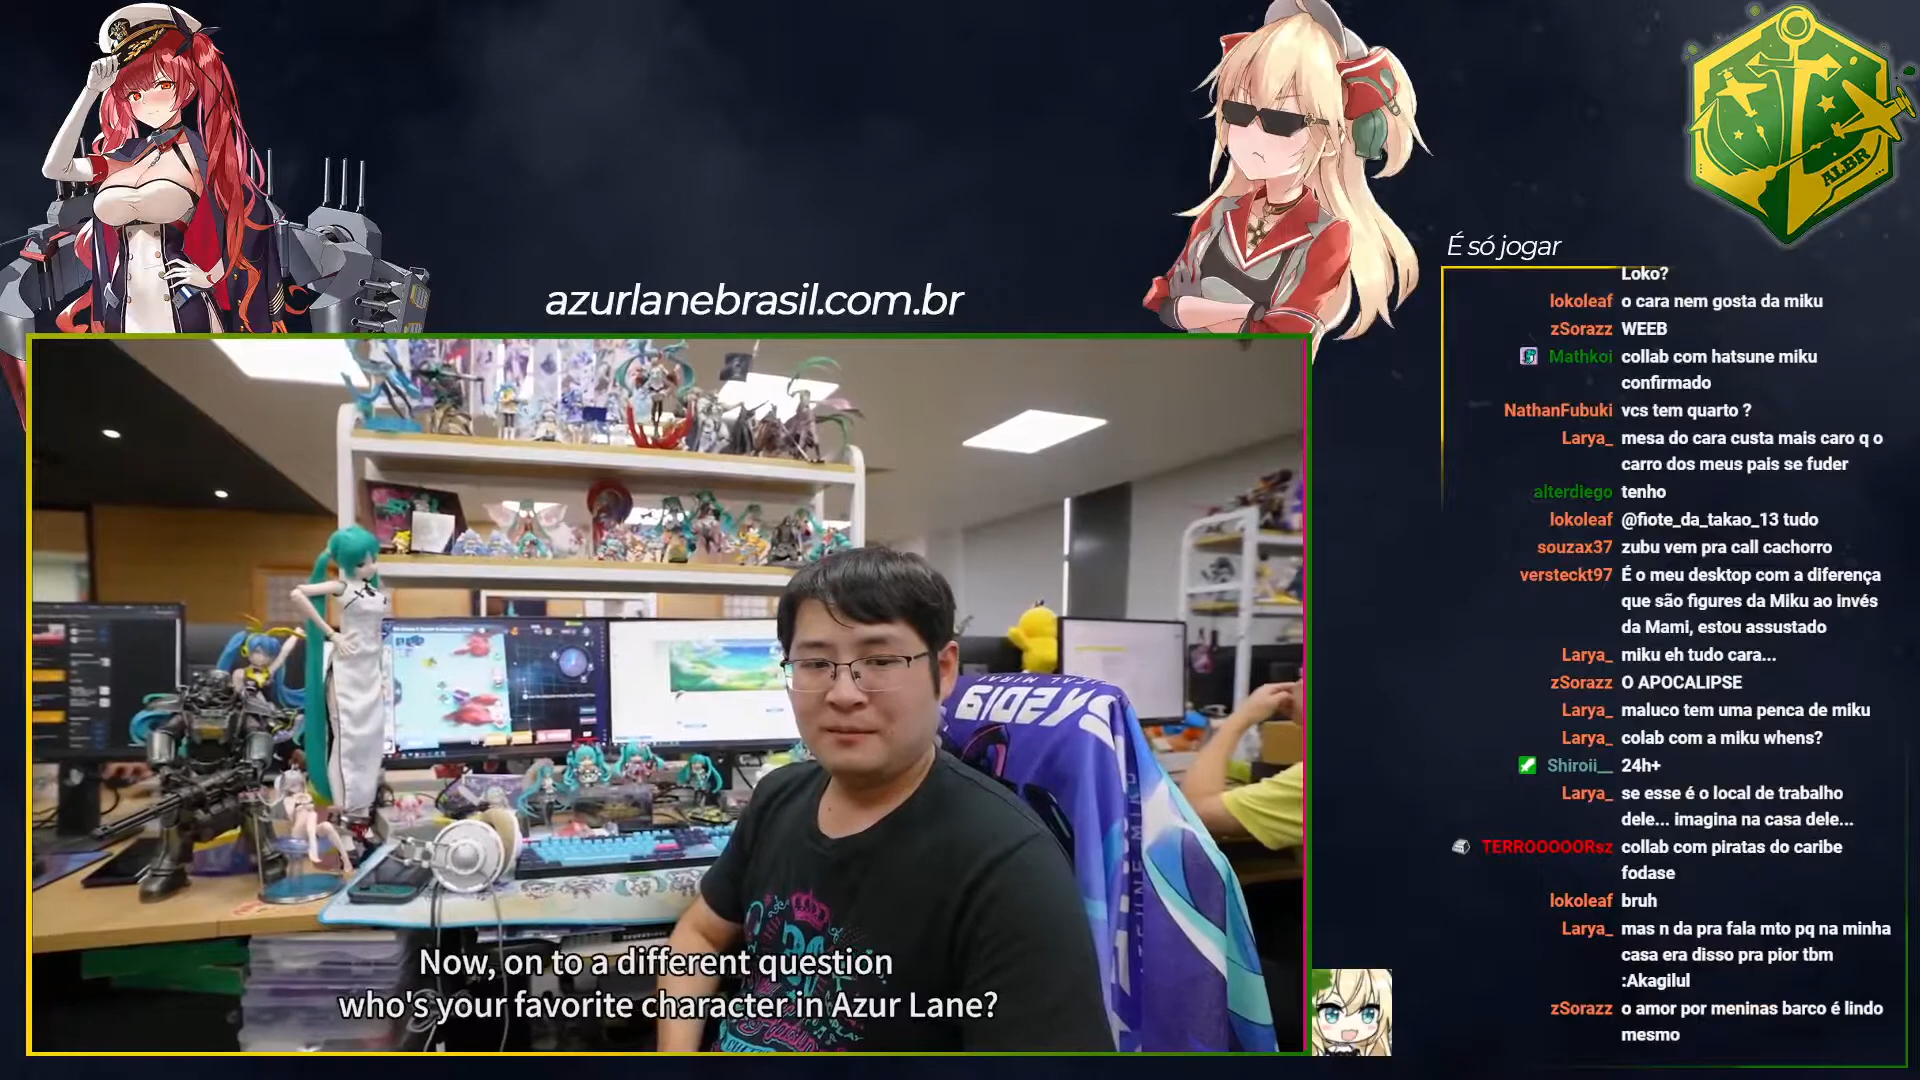 ALBR
azurlanebrasil.com.br
É só jogar
Loko?
lokoleaf o cara nem gosta da miku
zSorazz WEEB
Mathkoi collab com hatsune miku
confirmado
NathanFubuki vcs tem quarto ?
Larya_ mesa do cara custa mais caro q o
carro dos meus pais se fuder
alterdiego tenho
lokoleaf @fiote_da_takao_13 tudo
souzax37 zubu vem pra call cachorro
versteckt97 É o meu desktop com a diferença
que são figures da Miku ao invés
da Mami, estou assustado
Larya_ miku eh tudo cara...
zSorazz O APOCALIPSE
Larya_ maluco tem uma penca de miku
Larya_ colab com a miku whens?
Shiroii__ 24h+
Larya_ se esse é o local de trabalho
dele... imagina na casa dele...
TERROOOOORsz collab com piratas do caribe
fodase
lokoleaf bruh
Larya_ mas n da pra fala mto pq na minha
casa era disso pra pior tbm
:Akagilul
zSorazz o amor por meninas barco é lindo
mesmo
Now, on to a different question
who's your favorite character in Azur Lane?